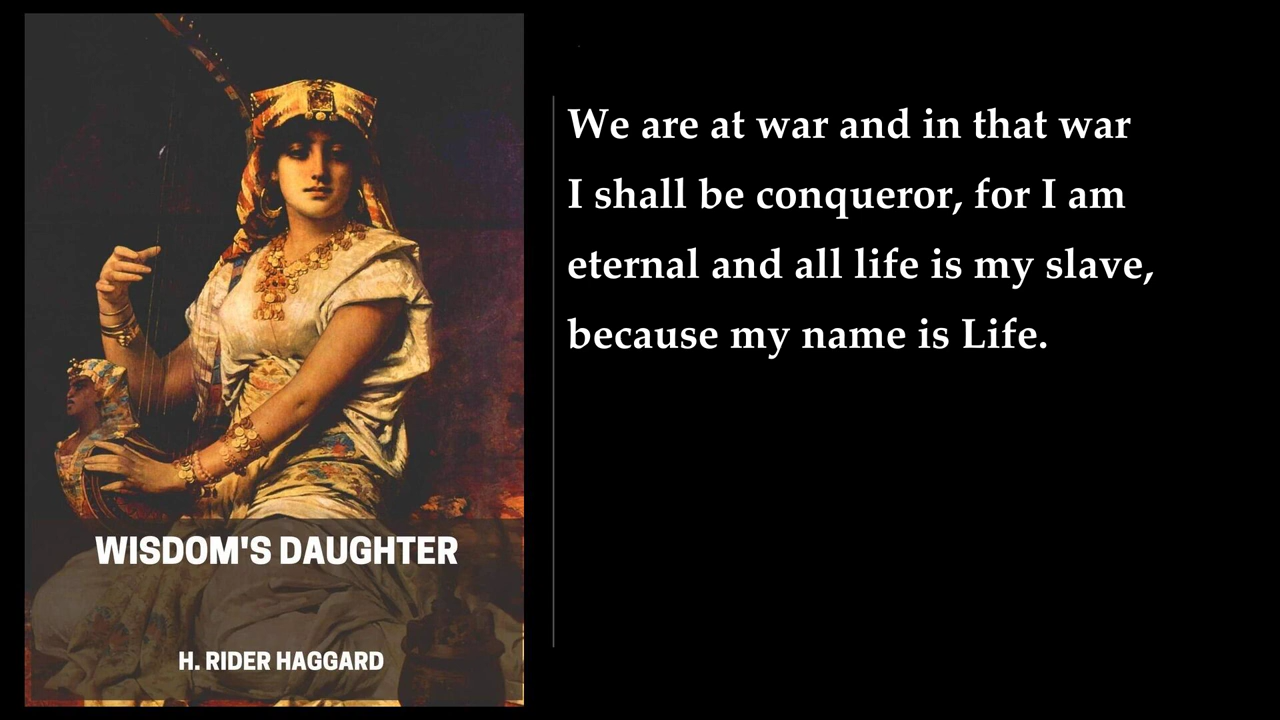 WISDOM'S DAUGHTER
H. RIDER HAGGARD
We are at war and in that war
I shall be conqueror, for I am
eternal and all life is my slave,
because my name is Life.